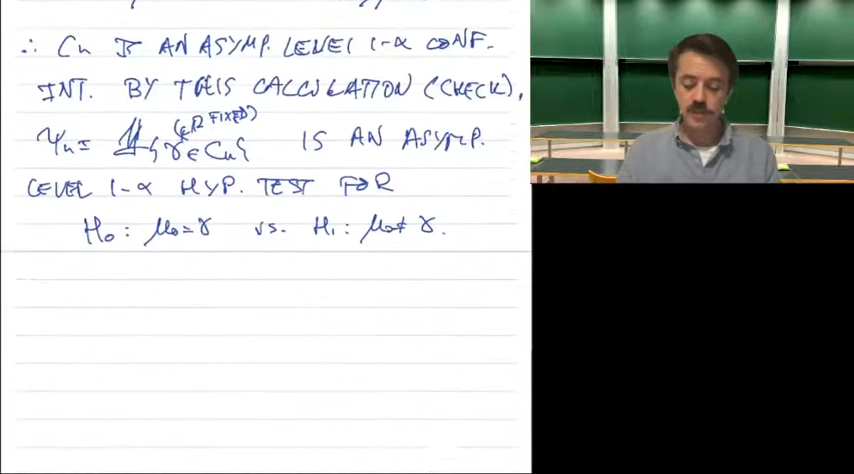 ∴ Cn IS AN ASYMP. LEVEL 1-α CONF.
INT. BY THIS CALCULATION (CHECK),
(∈ℝ FIXED)
Ψn = 𝟙{γ ∈ Cn} IS AN ASYMP.
LEVEL 1-α HYP. TEST FOR
H₀ : μ₀ = γ vs. H₁ : μ₀ ≠ γ.